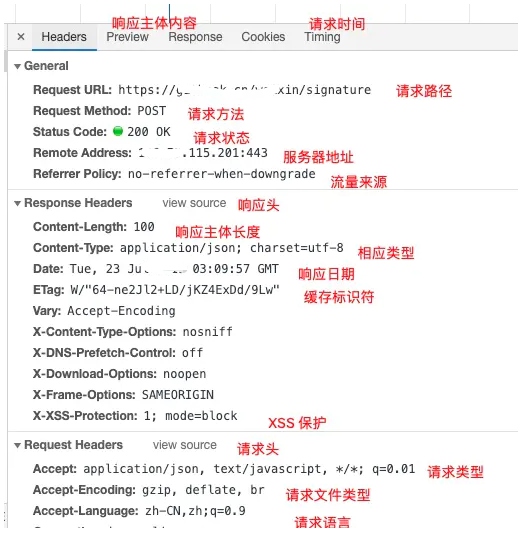 响应主体内容 请求时间
× Headers Preview Response Cookies Timing
General
Request URL: https://g cn/ xin/signature 请求路径
Request Method: POST 请求方法
Status Code: 200 OK 请求状态
Remote Address: .115.201:443 服务器地址
Referrer Policy: no-referrer-when-downgrade 流量来源
Response Headers view source 响应头
Content-Length: 100 响应主体长度
Content-Type: application/json; charset=utf-8 相应类型
Date: Tue, 23 03:09:57 GMT 响应日期
ETag: W/"64-ne2Jl2+LD/jKZ4ExDd/9Lw" 缓存标识符
Vary: Accept-Encoding
X-Content-Type-Options: nosniff
X-DNS-Prefetch-Control: off
X-Download-Options: noopen
X-Frame-Options: SAMEORIGIN
X-XSS-Protection: 1; mode=block XSS 保护
Request Headers view source 请求头
Accept: application/json, text/javascript, */*; q=0.01 请求类型
Accept-Encoding: gzip, deflate, br 请求文件类型
Accept-Language: zh-CN,zh;q=0.9
请求语言